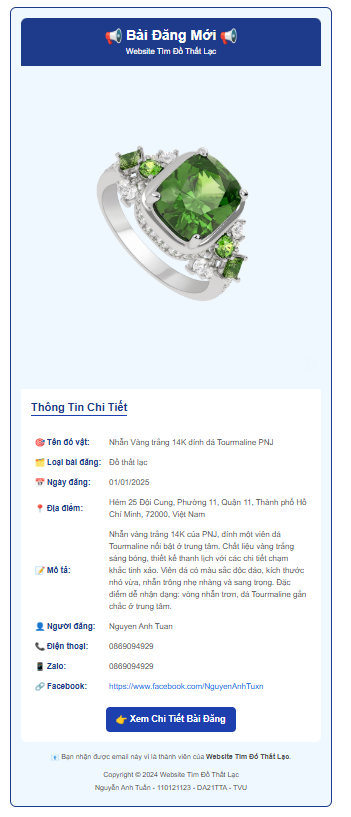 📢 Bài Đăng Mới 📢
Website Tìm Đồ Thất Lạc
Thông Tin Chi Tiết
🎯 Tên đồ vật: Nhẫn Vàng trắng 14K đính đá Tourmaline PNJ
🗂️ Loại bài đăng: Đồ thất lạc
📅 Ngày đăng: 01/01/2025
📍 Địa điểm: Hẻm 25 Đội Cung, Phường 11, Quận 11, Thành phố Hồ
Chí Minh, 72000, Việt Nam
📝 Mô tả: Nhẫn vàng trắng 14K của PNJ, đính một viên đá
Tourmaline nổi bật ở trung tâm. Chất liệu vàng trắng
sáng bóng, thiết kế thanh lịch với các chi tiết chạm
khắc tinh xảo. Viên đá có màu sắc độc đáo, kích thước
nhỏ vừa, nhẫn trông nhẹ nhàng và sang trọng. Đặc
điểm dễ nhận dạng: vòng nhẫn trơn, đá Tourmaline gắn
chắc ở trung tâm.
👤 Người đăng: Nguyen Anh Tuan
📞 Điện thoại: 0869094929
📱 Zalo: 0869094929
🔗 Facebook: https://www.facebook.com/NguyenAnhTuxn
👉 Xem Chi Tiết Bài Đăng
📧 Bạn nhận được email này vì là thành viên của Website Tìm Đồ Thất Lạc.
Copyright © 2024 Website Tìm Đồ Thất Lạc
Nguyễn Anh Tuấn - 110121123 - DA21TTA - TVU